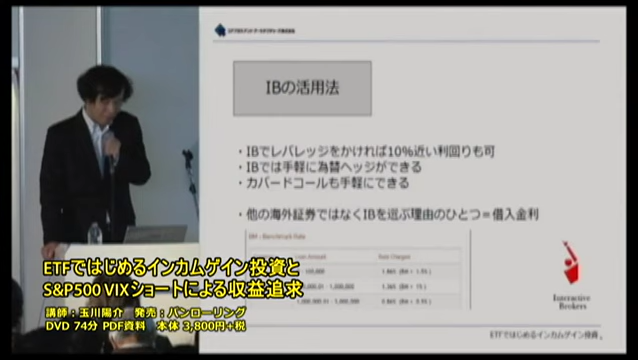 IBの活用法
・IBでレバレッジをかければ10%近い利回りも可
・IBでは手軽に為替ヘッジができる
・カバードコールも手軽にできる
・他の海外証券ではなくIBを選ぶ理由のひとつ＝借入金利
Benchmark Rate
Loan Amount Rate Charged
Interactive
Brokers
ETFではじめるインカムゲイン投資
ETFではじめるインカムゲイン投資と
S&P500 VIXショートによる収益追求
講師：玉川陽介 発売：パンローリング
DVD 74分 PDF資料 本体 3,800円+税